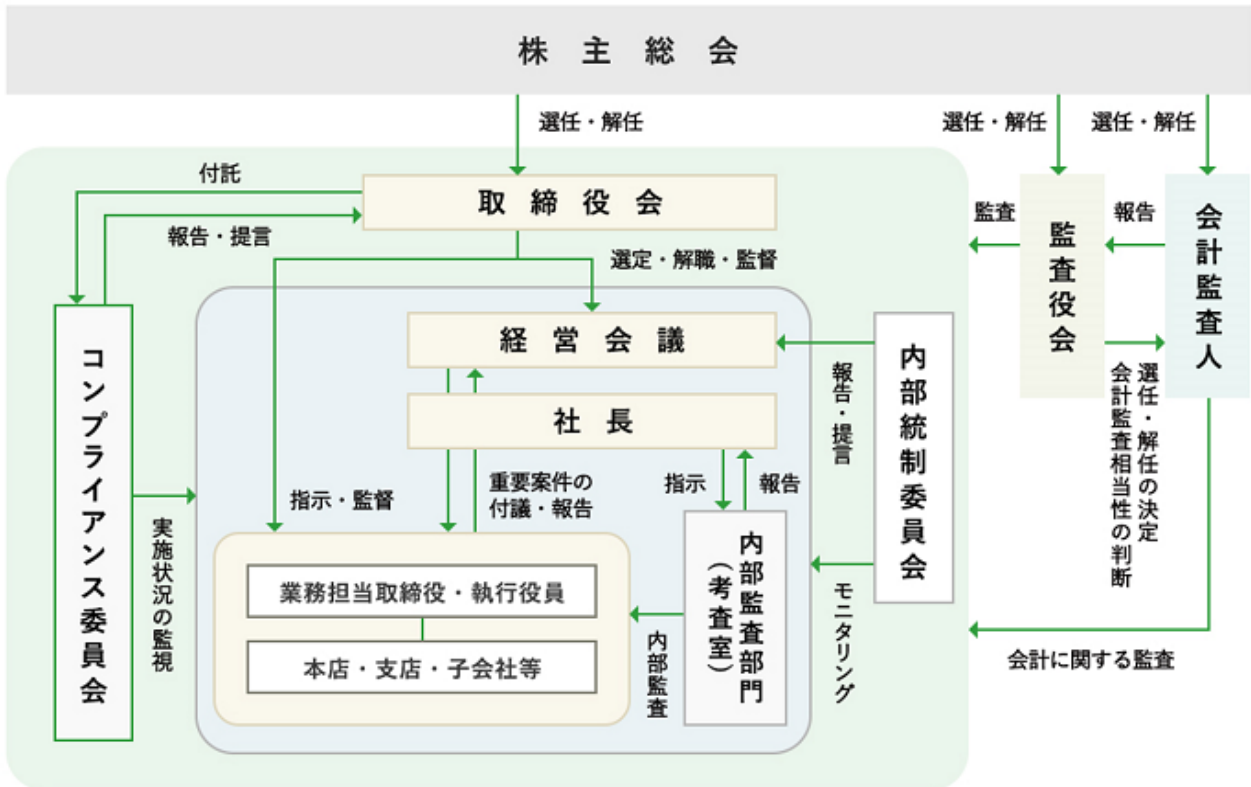 株主総会
選任・解任
選任・解任
選任・解任
付託
取締役会
報告・提言
選定・解職・監督
監査
報告
監査役会
会計監査人
コンプライアンス委員会
経営会議
社長
内部統制委員会
報告・提言
選任・解任の決定
会計監査相当性の判断
指示・監督
重要案件の
付議・報告
指示
報告
実施状況の監視
業務担当取締役・執行役員
本店・支店・子会社等
内部監査部門
（考査室）
内部監査
モニタリング
会計に関する監査